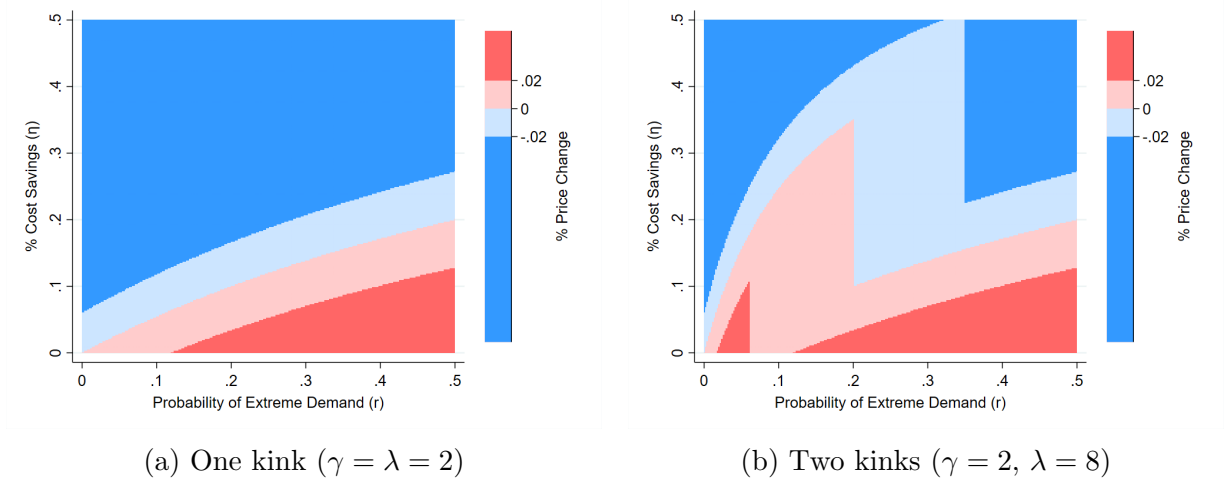 .5
.4
.3
.2
.1
0
% Cost Savings (η)
0 .1 .2 .3 .4 .5
Probability of Extreme Demand (r)
.02
0
-.02
% Price Change
(a) One kink (γ = λ = 2)
.5
.4
.3
.2
.1
0
% Cost Savings (η)
0 .1 .2 .3 .4 .5
Probability of Extreme Demand (r)
.02
0
-.02
% Price Change
(b) Two kinks (γ = 2, λ = 8)